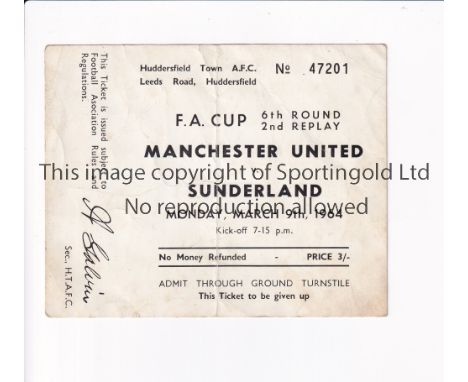 Huddersfield Town A.F.C. No 47201
Leeds Road, Huddersfield
F.A. CUP 6th ROUND
2nd REPLAY
MANCHESTER UNITED
v
SUNDERLAND
MONDAY, MARCH 9th, 1964
Kick-off 7-15 p.m.
No Money Refunded - PRICE 3/-
ADMIT THROUGH GROUND TURNSTILE
This Ticket to be given up
This Ticket is issued subject to
Football Asociation Rules and
Regulations.
Sec., H.T.A.F.C.
This image copyright of Sportingold Ltd
No reproduction allowed